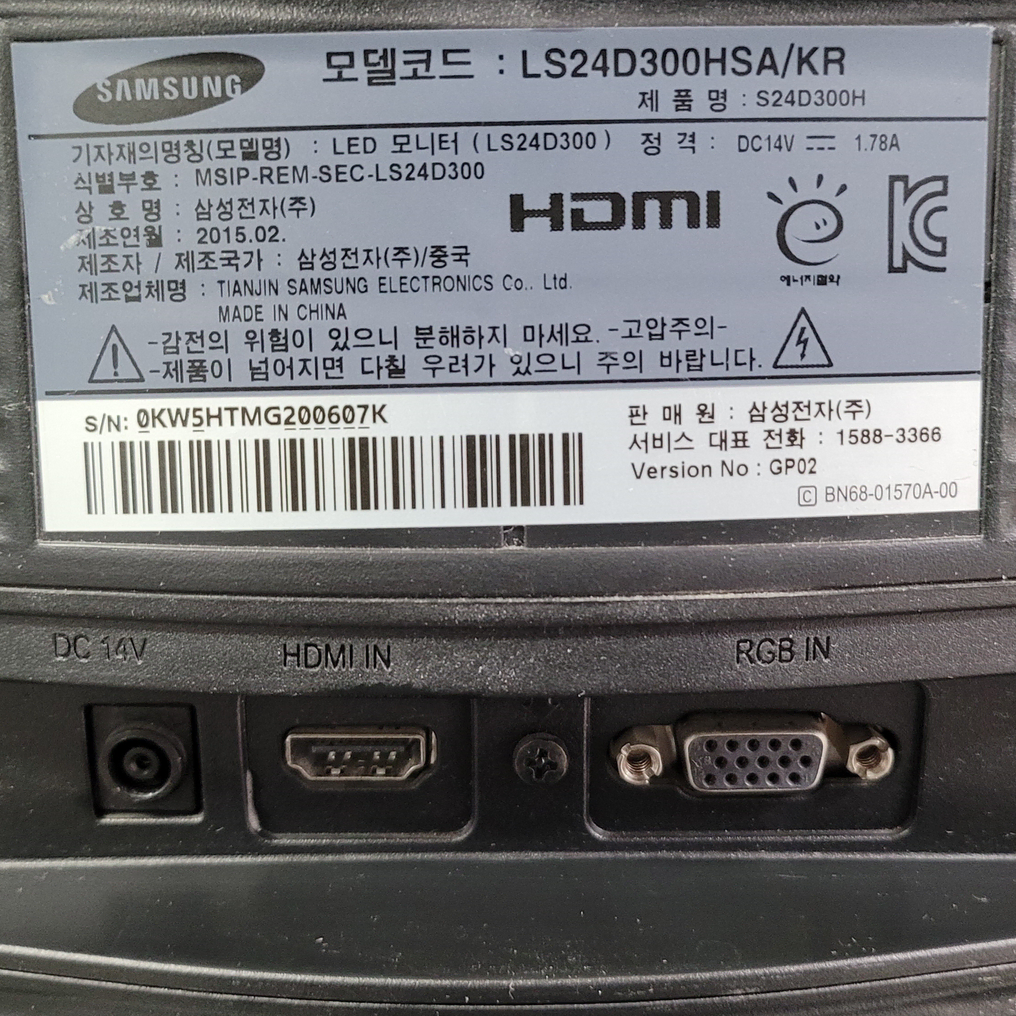 SAMSUNG
모델코드 : LS24D300HSA/KR
제 품 명 : S24D300H
기자재의명칭(모델명) : LED 모니터 ( LS24D300 ) 정 격 : DC14V 1.78A
식별부호 : MSIP-REM-SEC-LS24D300
상 호 명 : 삼성전자(주)
제조연월 : 2015.02.
제조자 / 제조국가 : 삼성전자(주)/중국
제조업체명 : TIANJIN SAMSUNG ELECTRONICS Co.. Ltd.
MADE IN CHINA
HDMI
에너지절약
KC
-감전의 위험이 있으니 분해하지 마세요. -고압주의-
-제품이 넘어지면 다칠 우려가 있으니 주의 바랍니다.
S/N: 0KW5HTMG200607K
판 매 원 : 삼성전자(주)
서비스 대표 전화 : 1588-3366
Version No : GP02
C BN68-01570A-00
DC 14V
HDMI IN
RGB IN